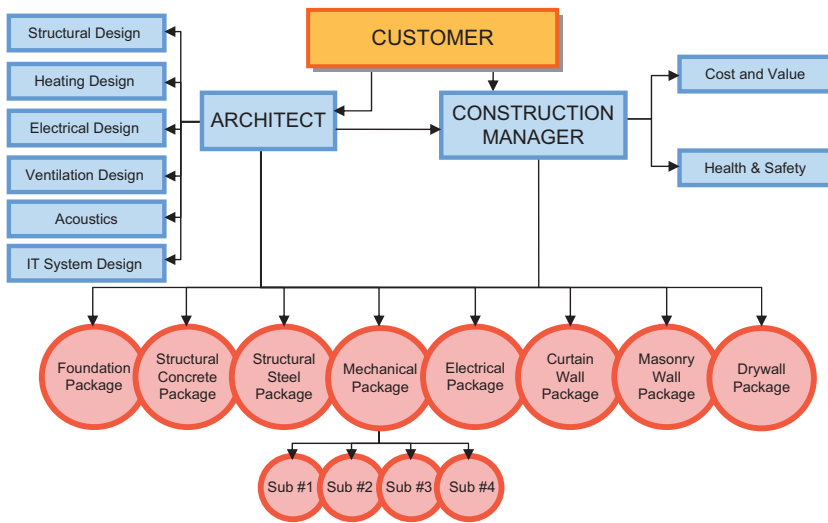 CUSTOMER
Structural Design
Heating Design
Electrical Design
Ventilation Design
Acoustics
IT System Design
ARCHITECT
CONSTRUCTION
MANAGER
Cost and Value
Health & Safety
Foundation
Package
Structural
Concrete
Package
Structural
Steel
Package
Mechanical
Package
Electrical
Package
Curtain
Wall
Package
Masonry
Wall
Package
Drywall
Package
Sub #1
Sub #2
Sub #3
Sub #4